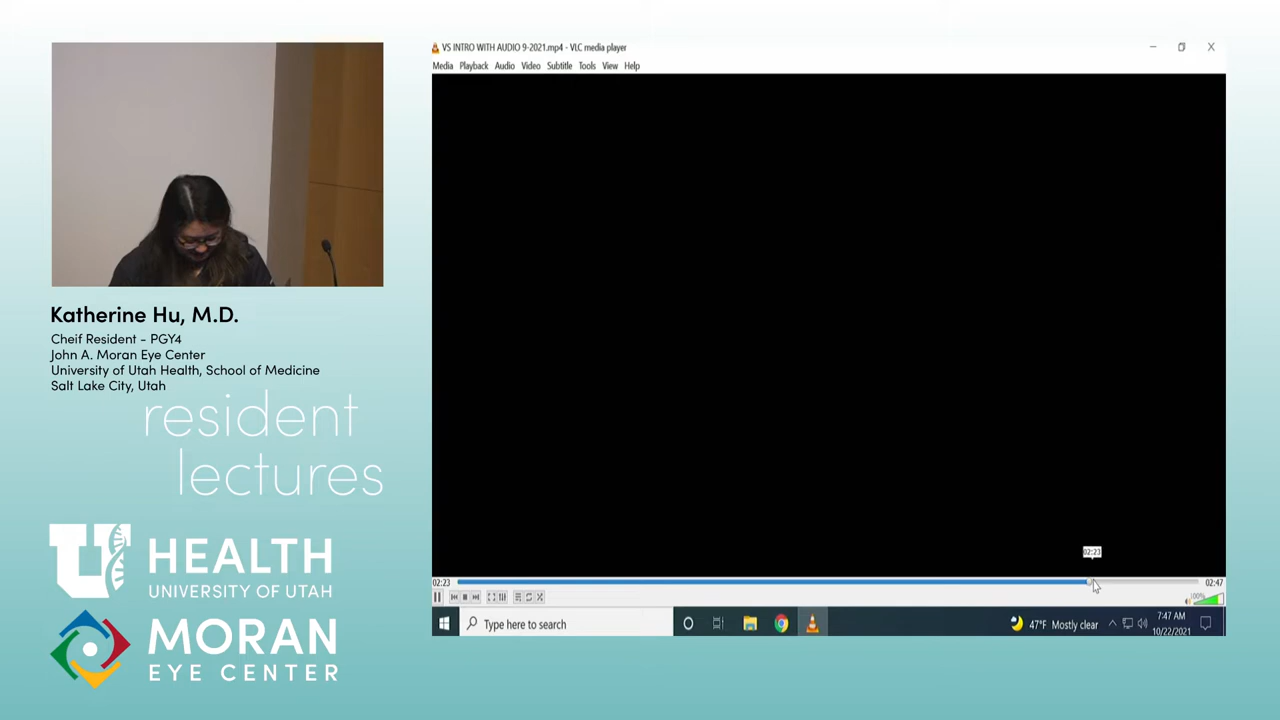 VS INTRO WITH AUDIO 9-2021.mp4 - VLC media player
Media Playback Audio Video Subtitle Tools View Help
Katherine Hu, M.D.
Cheif Resident - PGY4
John A. Moran Eye Center
University of Utah Health, School of Medicine
Salt Lake City, Utah
resident
lectures
U HEALTH
UNIVERSITY OF UTAH
MORAN
EYE CENTER
02:23
02:23
02:47
100%
Type here to search
47°F Mostly clear
7:47 AM
10/22/2021